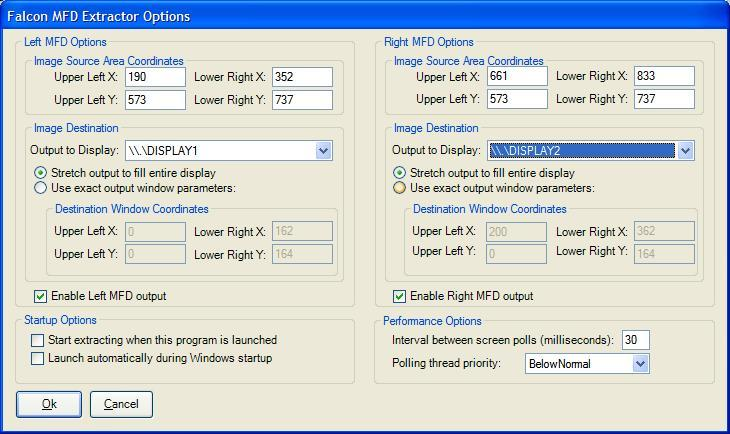 Falcon MFD Extractor Options
Left MFD Options
Image Source Area Coordinates
Upper Left X: 190 Lower Right X: 352
Upper Left Y: 573 Lower Right Y: 737
Image Destination
Output to Display: \\.\DISPLAY1
Stretch output to fill entire display
Use exact output window parameters:
Destination Window Coordinates
Upper Left X: 0 Lower Right X: 162
Upper Left Y: 0 Lower Right Y: 164
Enable Left MFD output
Right MFD Options
Image Source Area Coordinates
Upper Left X: 661 Lower Right X: 833
Upper Left Y: 573 Lower Right Y: 737
Image Destination
Output to Display: \\.\DISPLAY2
Stretch output to fill entire display
Use exact output window parameters:
Destination Window Coordinates
Upper Left X: 200 Lower Right X: 362
Upper Left Y: 0 Lower Right Y: 164
Enable Right MFD output
Startup Options
Start extracting when this program is launched
Launch automatically during Windows startup
Performance Options
Interval between screen polls (milliseconds): 30
Polling thread priority: BelowNormal
Ok Cancel